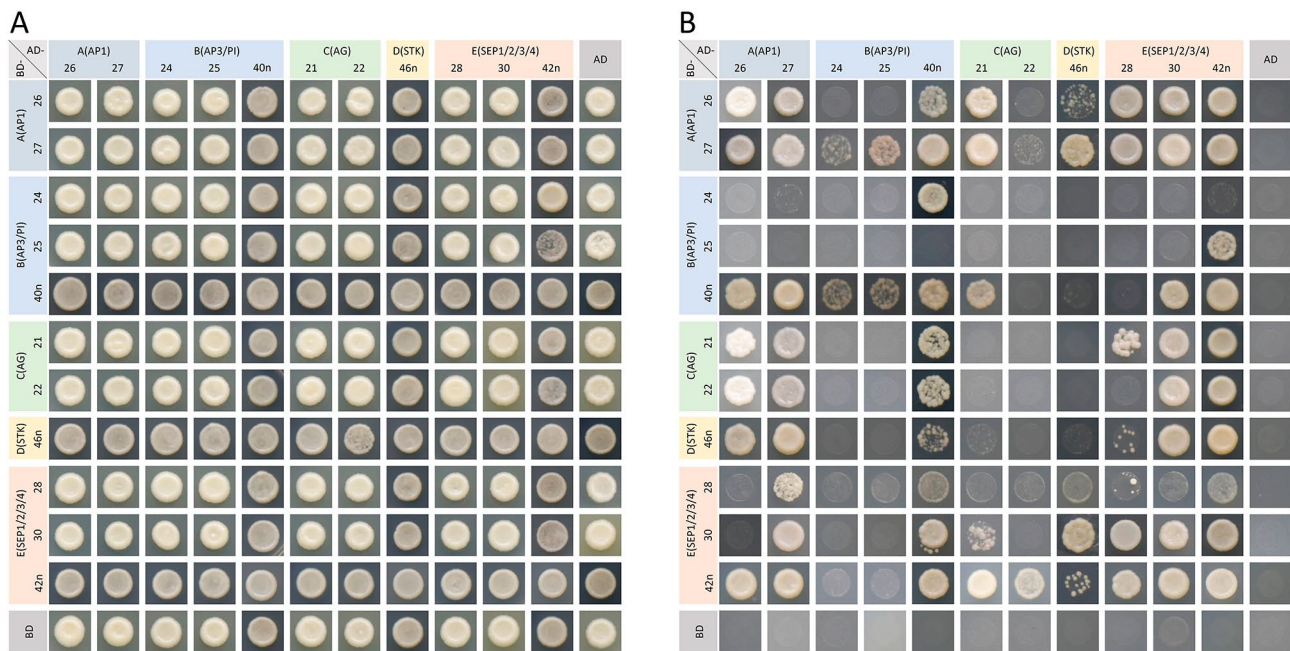 A
AD- A(AP1) B(AP3/PI) C(AG) D(STK) E(SEP1/2/3/4) AD
BD- 26 27 24 25 40n 21 22 46n 28 30 42n
A(AP1) 26
27
B(AP3/PI) 24
25
40n
C(AG) 21
22
D(STK) 46n
E(SEP1/2/3/4) 28
30
42n
BD
B
AD- A(AP1) B(AP3/PI) C(AG) D(STK) E(SEP1/2/3/4) AD
BD- 26 27 24 25 40n 21 22 46n 28 30 42n
A(AP1) 26
27
B(AP3/PI) 24
25
40n
C(AG) 21
22
D(STK) 46n
E(SEP1/2/3/4) 28
30
42n
BD